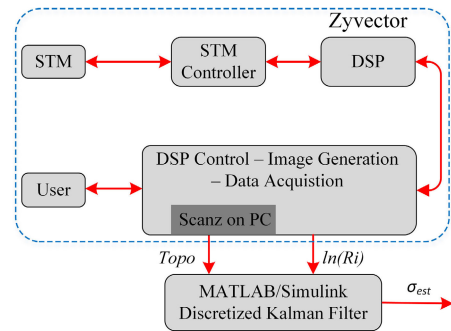 Zyvector
STM
STM
Controller
DSP
User
DSP Control – Image Generation
– Data Acquistion
Scanz on PC
Topo
ln(Ri)
MATLAB/Simulink
Discretized Kalman Filter
σest